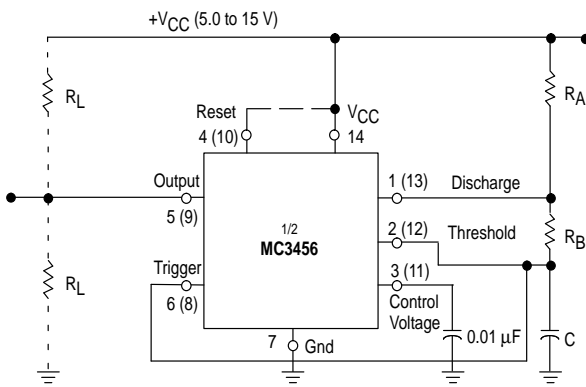 +VCC (5.0 to 15 V)
RL
Reset
4 (10)
VCC
14
RA
Output
5 (9)
1 (13)
Discharge
1/2
MC3456
2 (12)
Threshold
RB
Trigger
6 (8)
3 (11)
Control
Voltage
RL
7
Gnd
0.01 μF
C